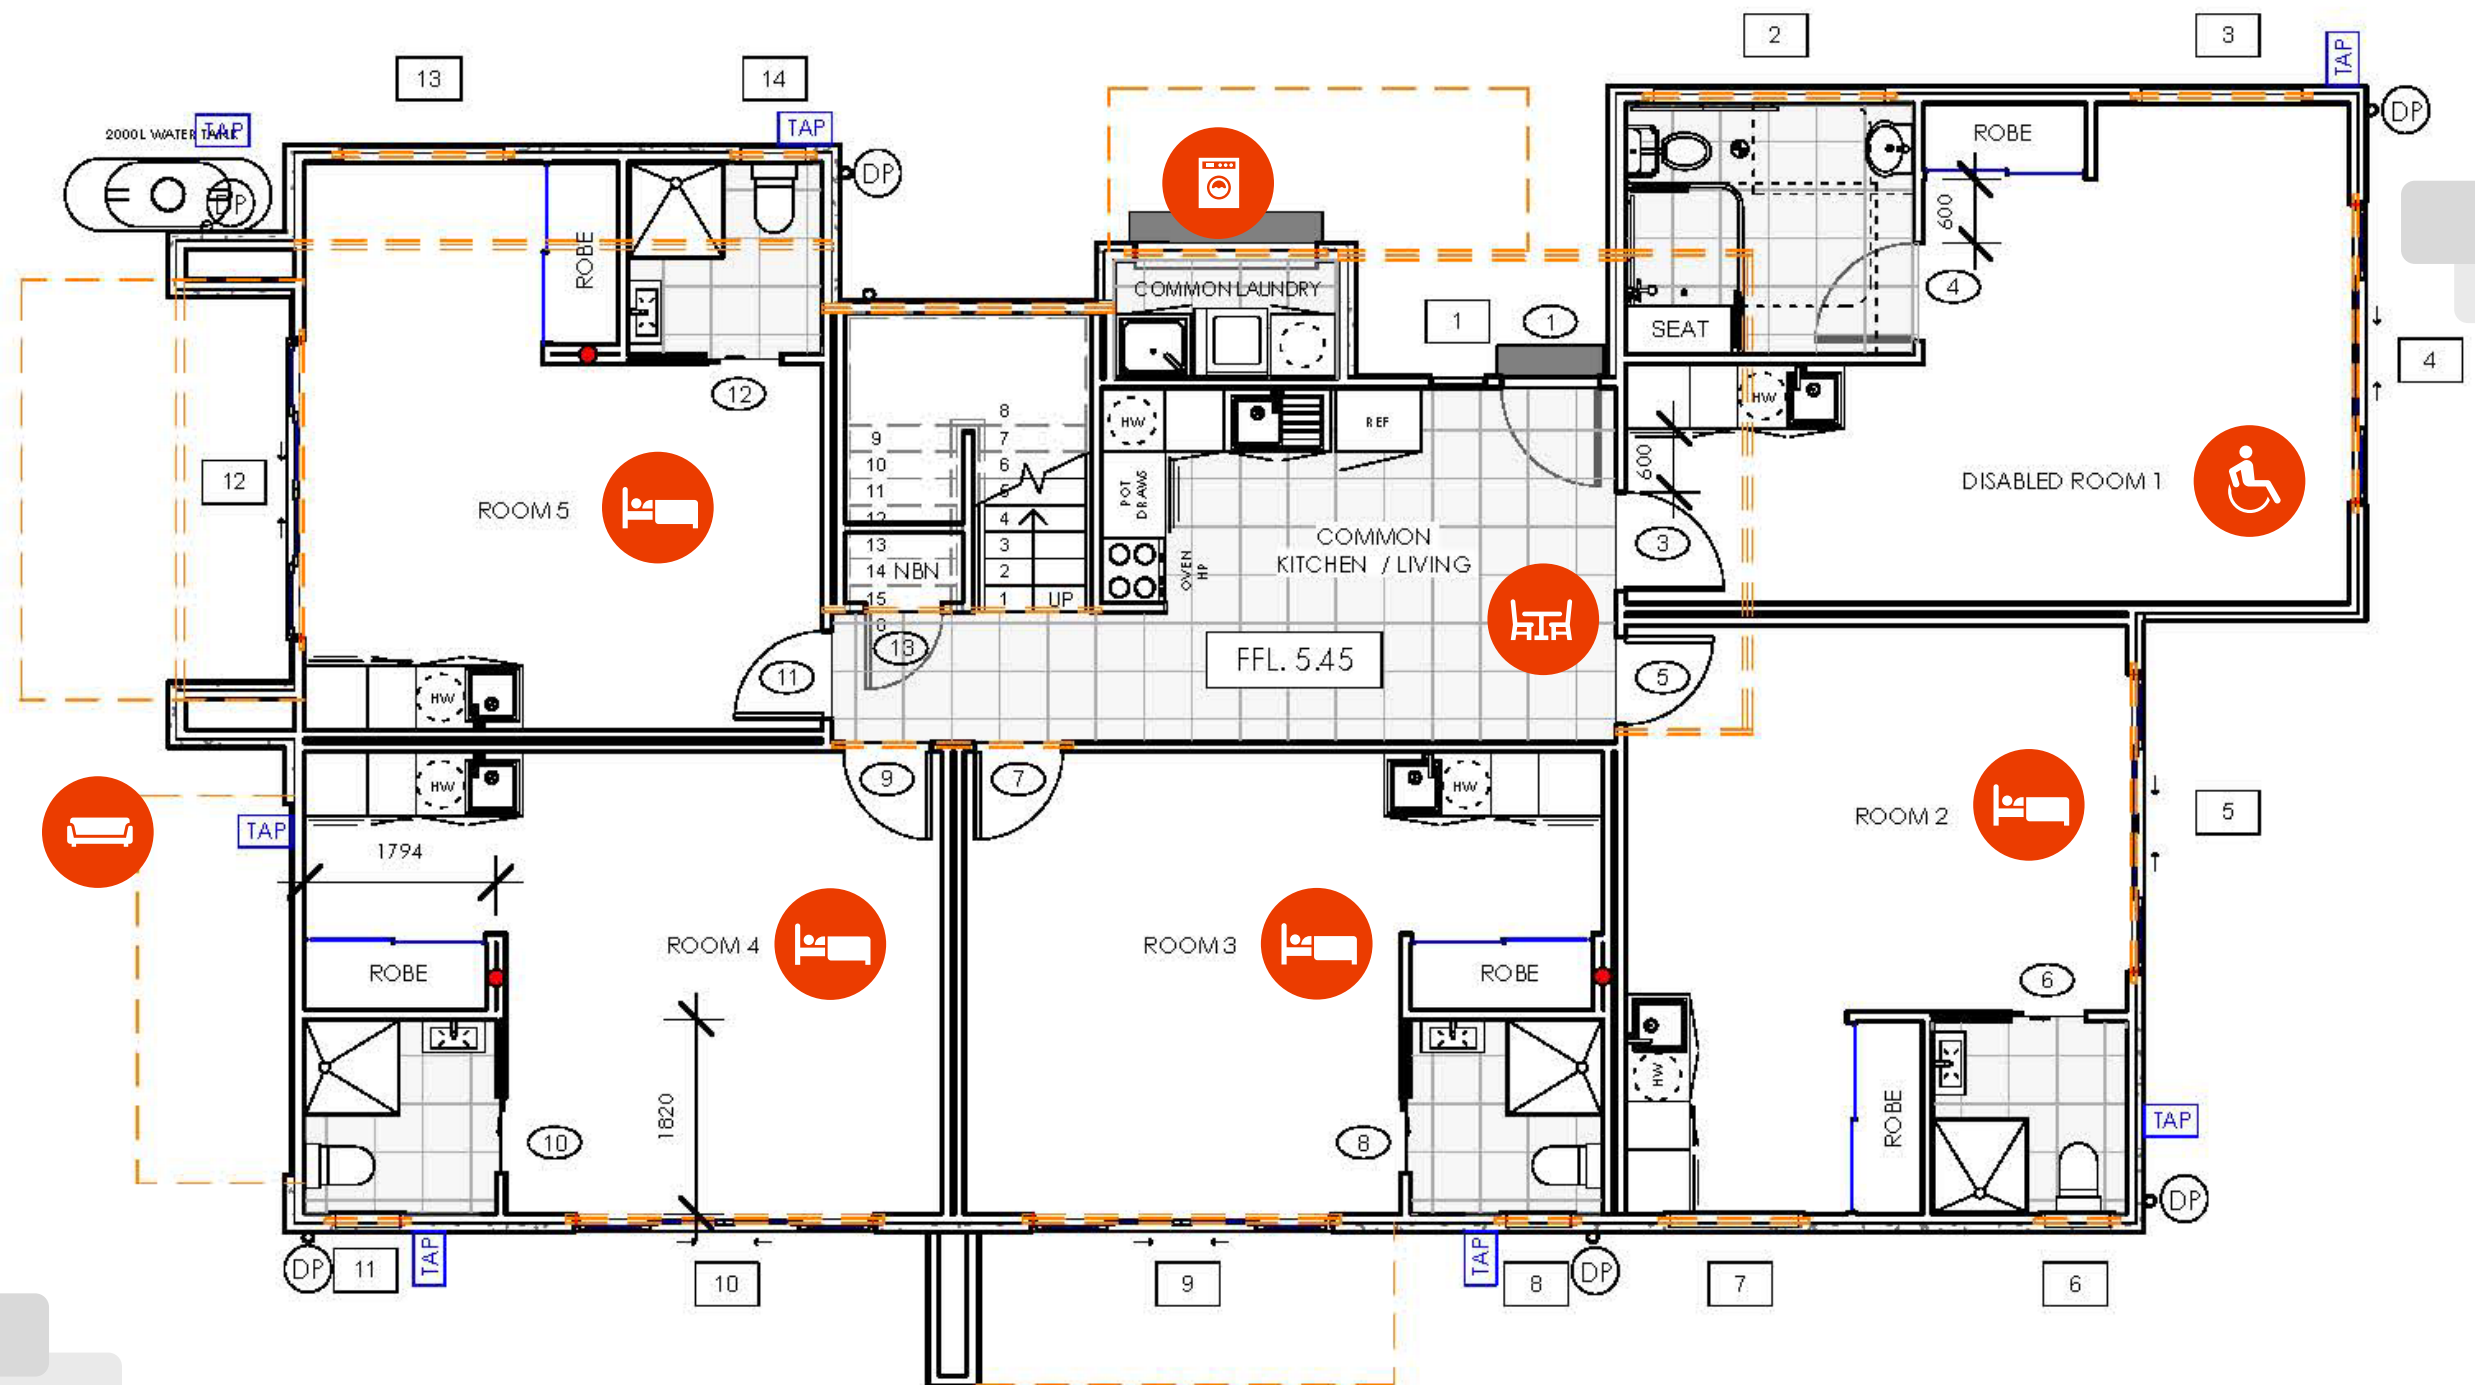 2
3
TAP
13
14
DP
TAP
TAP
2000L WATER TANK
ROBE
DP
DP
600
ROBE
4
COMMON LAUNDRY
1
1
SEAT
4
12
HW
8
9
7
HW
REF
10
6
12
11
5
600
POT
DRAWS
DISABLED ROOM 1
ROOM 5
12
4
COMMON
KITCHEN / LIVING
3
13
3
14 NBN
2
OVEN
HP
15
1
UP
8
13
FFL. 5.45
11
5
HW
9
7
HW
HW
ROOM 2
5
TAP
1794
ROOM 4
ROOM 3
ROBE
ROBE
6
HW
1820
ROBE
10
8
TAP
DP
DP
11
TAP
10
9
TAP
8
DP
7
6